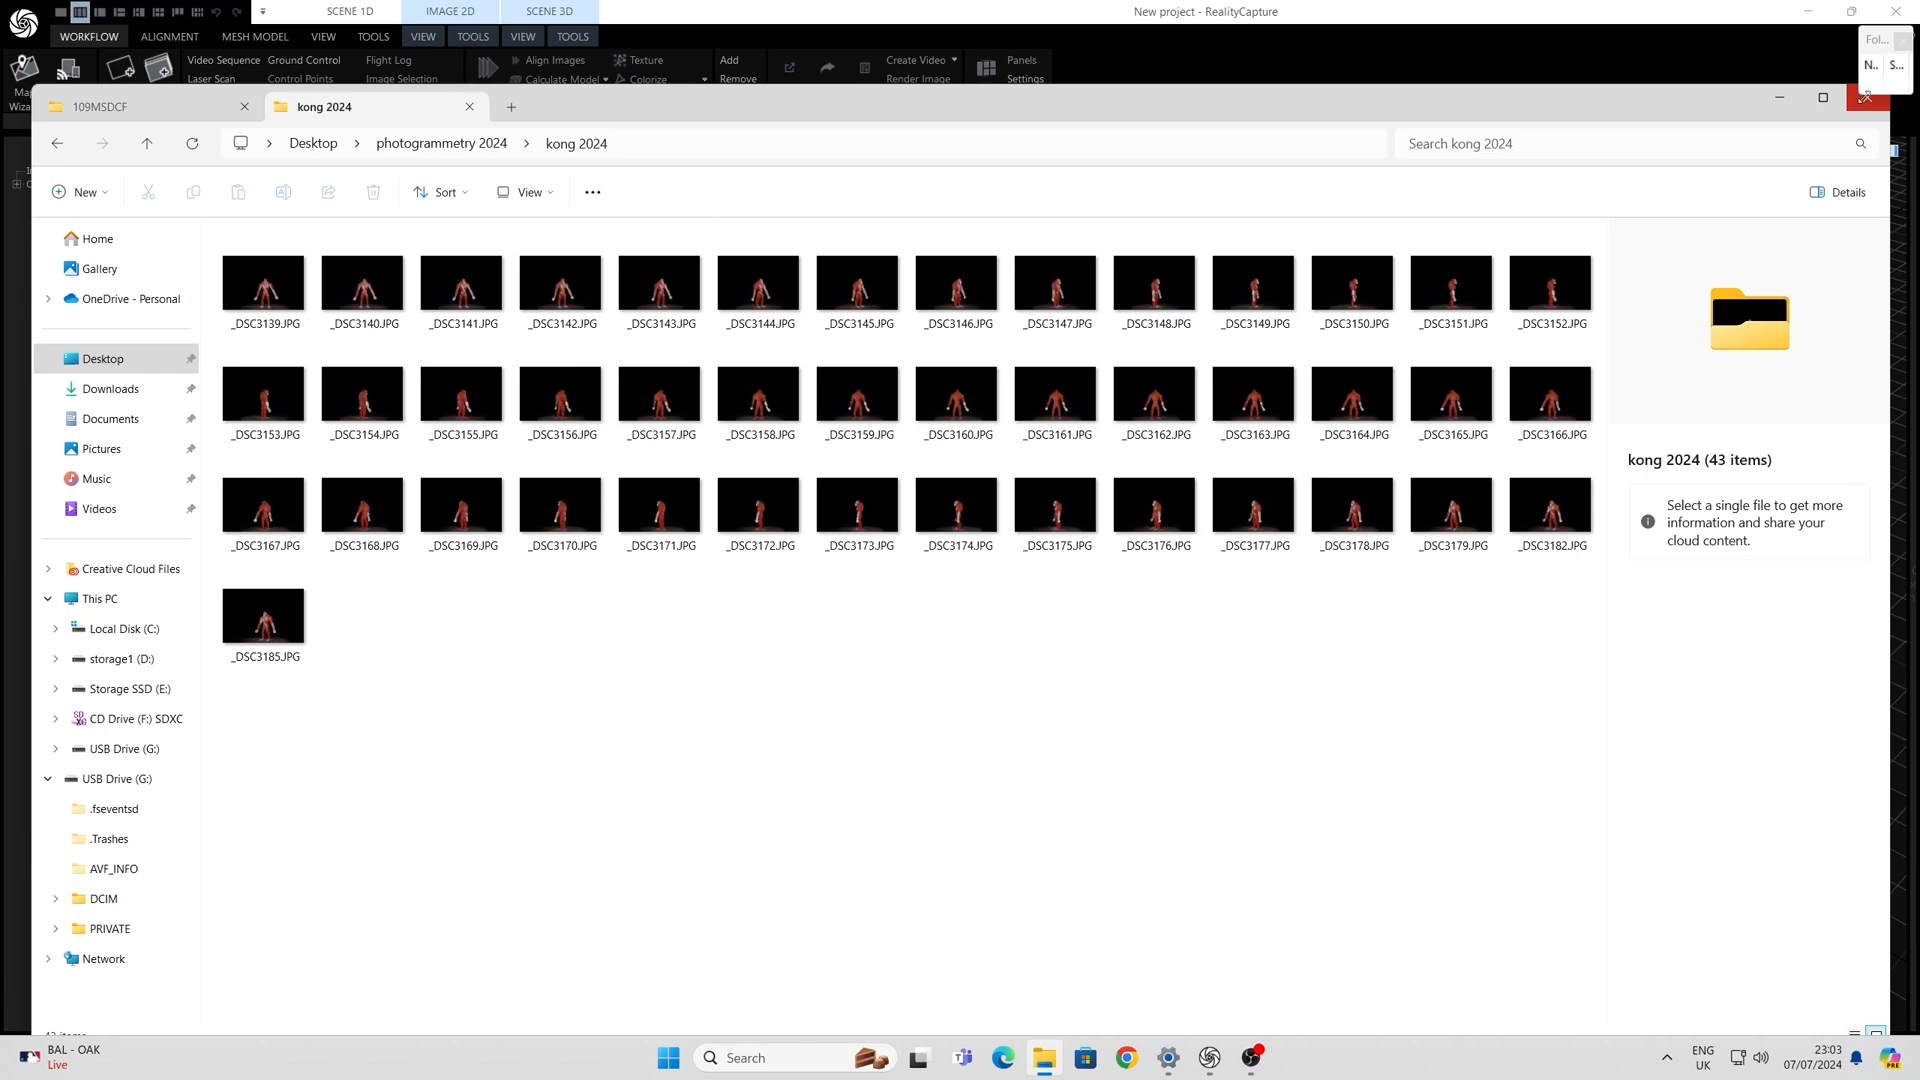 SCENE 1D IMAGE 2D SCENE 3D New project - RealityCapture
WORKFLOW ALIGNMENT MESH MODEL VIEW TOOLS VIEW TOOLS VIEW TOOLS
Fol...
Video Sequence Ground Control Flight Log Align Images Texture Add Create Video Panels
N.. S...
Laser Scan Control Points Image Selection Calculate Model Colorize Remove Render Image Settings
109MSDCF kong 2024
Desktop photogrammetry 2024 kong 2024 Search kong 2024
New Sort View Details
Home
Gallery
OneDrive - Personal
Desktop
Downloads
Documents
Pictures
Music
Videos
Creative Cloud Files
This PC
Local Disk (C:)
storage1 (D:)
Storage SSD (E:)
CD Drive (F:) SDXC
USB Drive (G:)
USB Drive (G:)
.fseventsd
.Trashes
AVF_INFO
DCIM
PRIVATE
Network
_DSC3139.JPG _DSC3140.JPG _DSC3141.JPG _DSC3142.JPG _DSC3143.JPG _DSC3144.JPG _DSC3145.JPG _DSC3146.JPG _DSC3147.JPG _DSC3148.JPG _DSC3149.JPG _DSC3150.JPG _DSC3151.JPG _DSC3152.JPG
_DSC3153.JPG _DSC3154.JPG _DSC3155.JPG _DSC3156.JPG _DSC3157.JPG _DSC3158.JPG _DSC3159.JPG _DSC3160.JPG _DSC3161.JPG _DSC3162.JPG _DSC3163.JPG _DSC3164.JPG _DSC3165.JPG _DSC3166.JPG
_DSC3167.JPG _DSC3168.JPG _DSC3169.JPG _DSC3170.JPG _DSC3171.JPG _DSC3172.JPG _DSC3173.JPG _DSC3174.JPG _DSC3175.JPG _DSC3176.JPG _DSC3177.JPG _DSC3178.JPG _DSC3179.JPG _DSC3182.JPG
_DSC3185.JPG
kong 2024 (43 items)
Select a single file to get more
information and share your
cloud content.
BAL - OAK
Live
Search
ENG
UK
23:03
07/07/2024
PRE